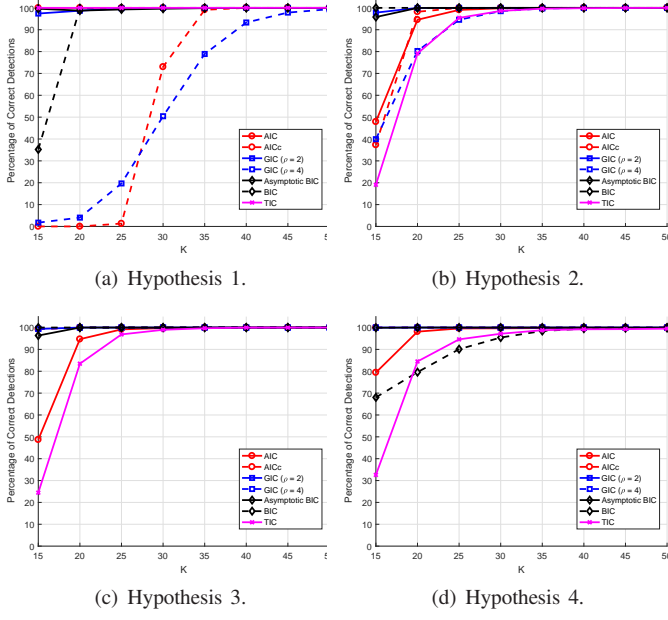 100
90
80
70
60
50
40
30
20
10
0
Percentage of Correct Detections
AIC
AICc
GIC (ρ = 2)
GIC (ρ = 4)
Asymptotic BIC
BIC
TIC
15 20 25 30 35 40 45 50
K
(a) Hypothesis 1.
100
90
80
70
60
50
40
30
20
10
0
Percentage of Correct Detections
AIC
AICc
GIC (ρ = 2)
GIC (ρ = 4)
Asymptotic BIC
BIC
TIC
15 20 25 30 35 40 45 50
K
(b) Hypothesis 2.
100
90
80
70
60
50
40
30
20
10
0
Percentage of Correct Detections
AIC
AICc
GIC (ρ = 2)
GIC (ρ = 4)
Asymptotic BIC
BIC
TIC
15 20 25 30 35 40 45 50
K
(c) Hypothesis 3.
100
90
80
70
60
50
40
30
20
10
0
Percentage of Correct Detections
AIC
AICc
GIC (ρ = 2)
GIC (ρ = 4)
Asymptotic BIC
BIC
TIC
15 20 25 30 35 40 45 50
K
(d) Hypothesis 4.